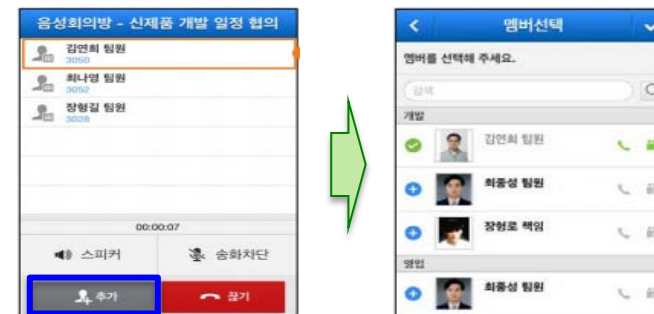 음성회의방 - 신제품 개발 일정 협의
김연희 팀원
3050
최나영 팀원
3052
장형길 팀원
3028
00:00:07
스피커
송화차단
추가
끊기
멤버선택
멤버를 선택해 주세요.
검색
개발
김연희 팀원
최종성 팀원
장형로 책임
영업
최종성 팀원